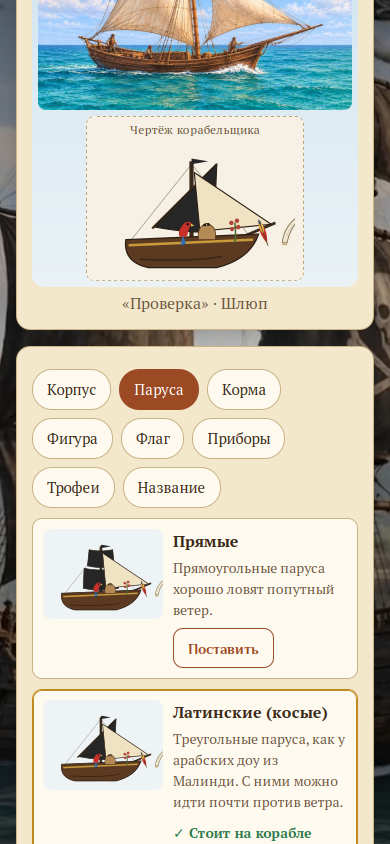 Чертёж корабельщика
«Проверка» · Шлюп
Корпус
Паруса
Корма
Фигура
Флаг
Приборы
Трофеи
Название
Прямые
Прямоугольные паруса
хорошо ловят попутный
ветер.
Поставить
Латинские (косые)
Треугольные паруса, как у
арабских доу из
Малинди. С ними можно
идти почти против ветра.
✓ Стоит на корабле